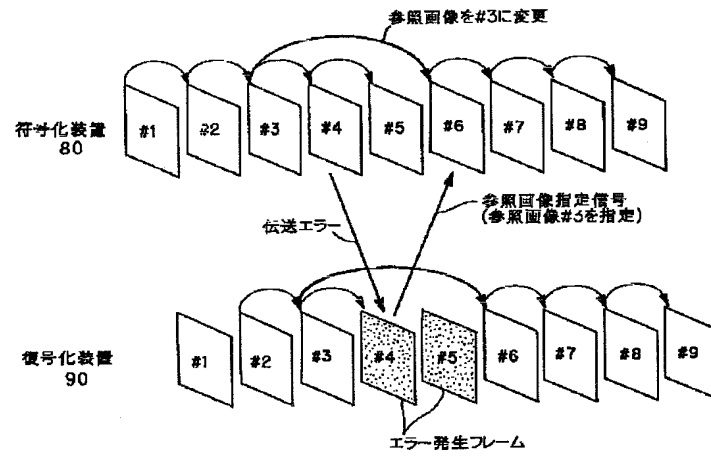 参照画像を#3に変更
符号化装置
80
#1 #2 #3 #4 #5 #6 #7 #8 #9
伝送エラー
参照画像指定信号
(参照画像#3を指定)
復号化装置
90
#1 #2 #3 #4 #5 #6 #7 #8 #9
エラー発生フレーム